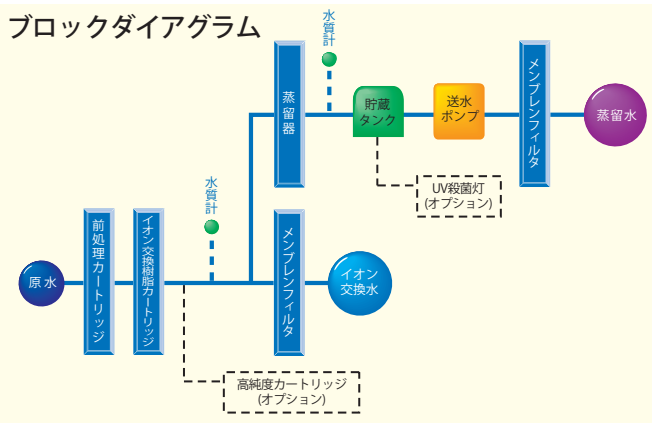 ブロックダイアグラム
水質計
蒸留器
貯蔵
タンク
送水
ポンプ
メンブレンフィルタ
蒸留水
UV殺菌灯
(オプション)
水質計
原水
前処理カートリッジ
イオン交換樹脂カートリッジ
メンブレンフィルタ
イオン
交換水
高純度カートリッジ
(オプション)